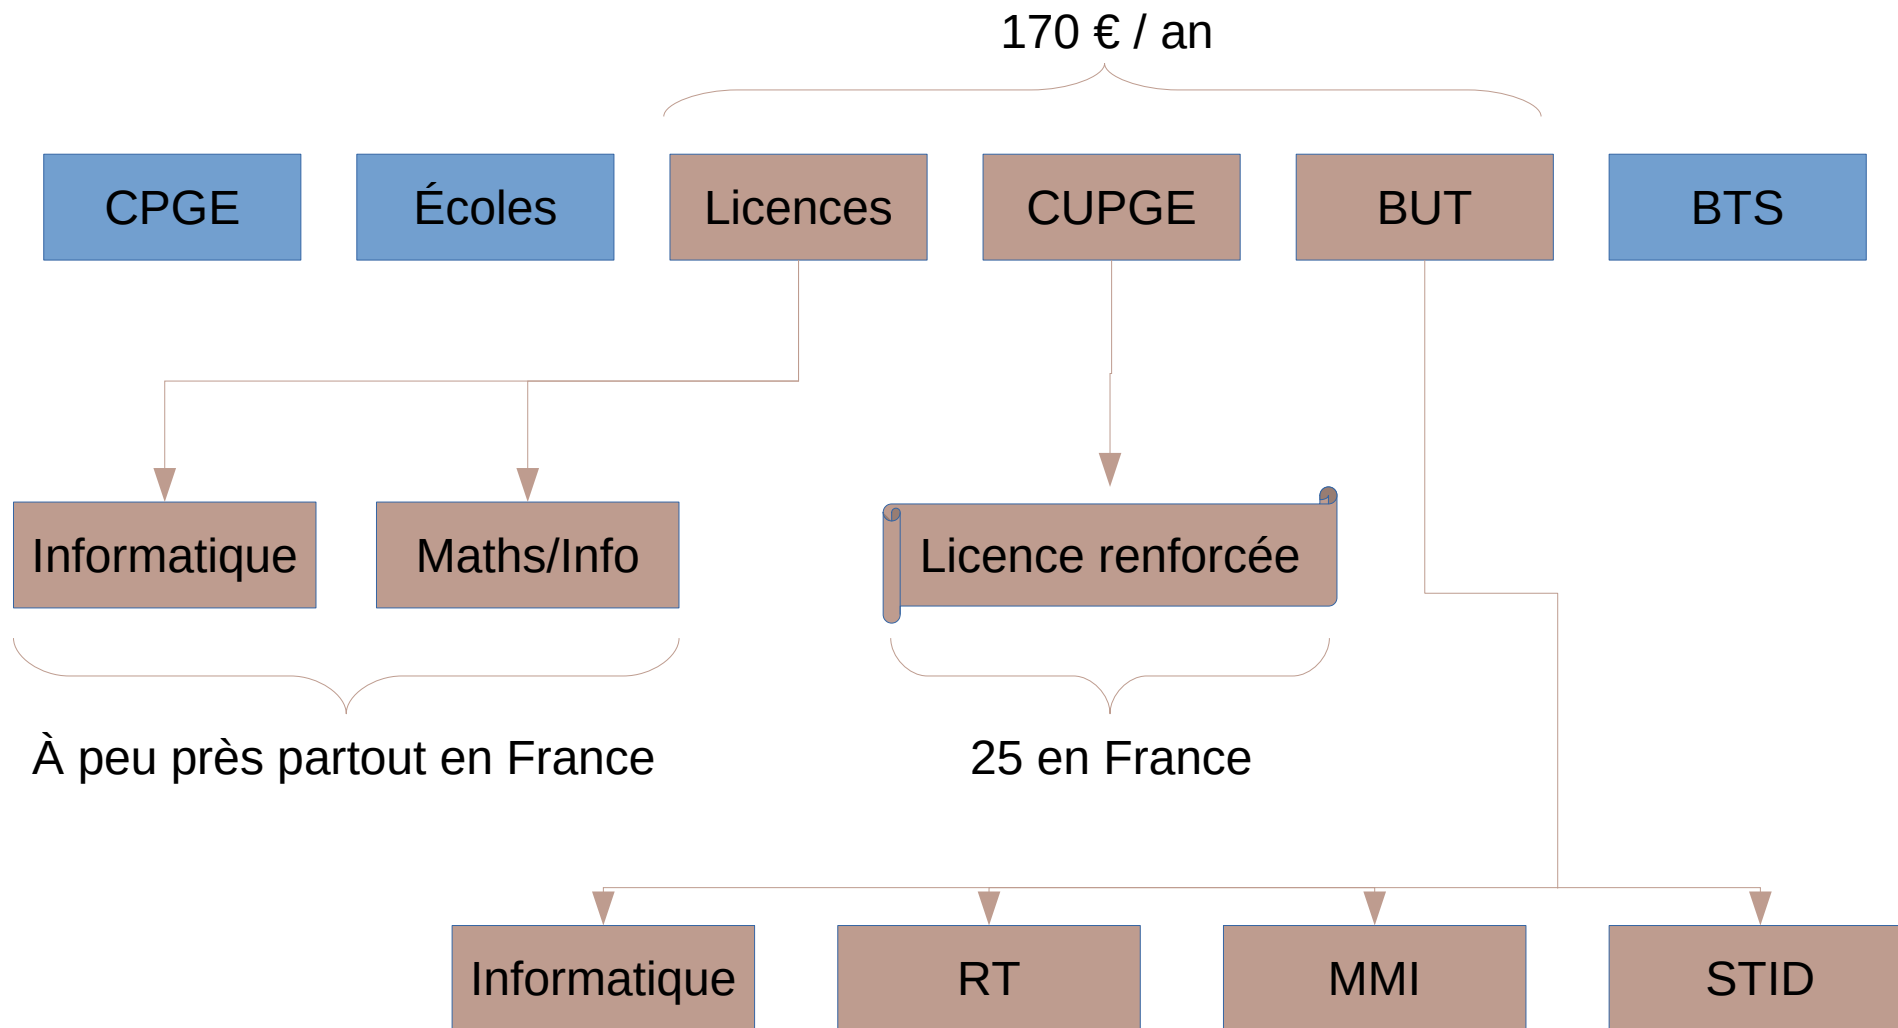 170 € / an
CPGE
Écoles
Licences
CUPGE
BUT
BTS
Informatique
Maths/Info
Licence renforcée
À peu près partout en France
25 en France
Informatique
RT
MMI
STID